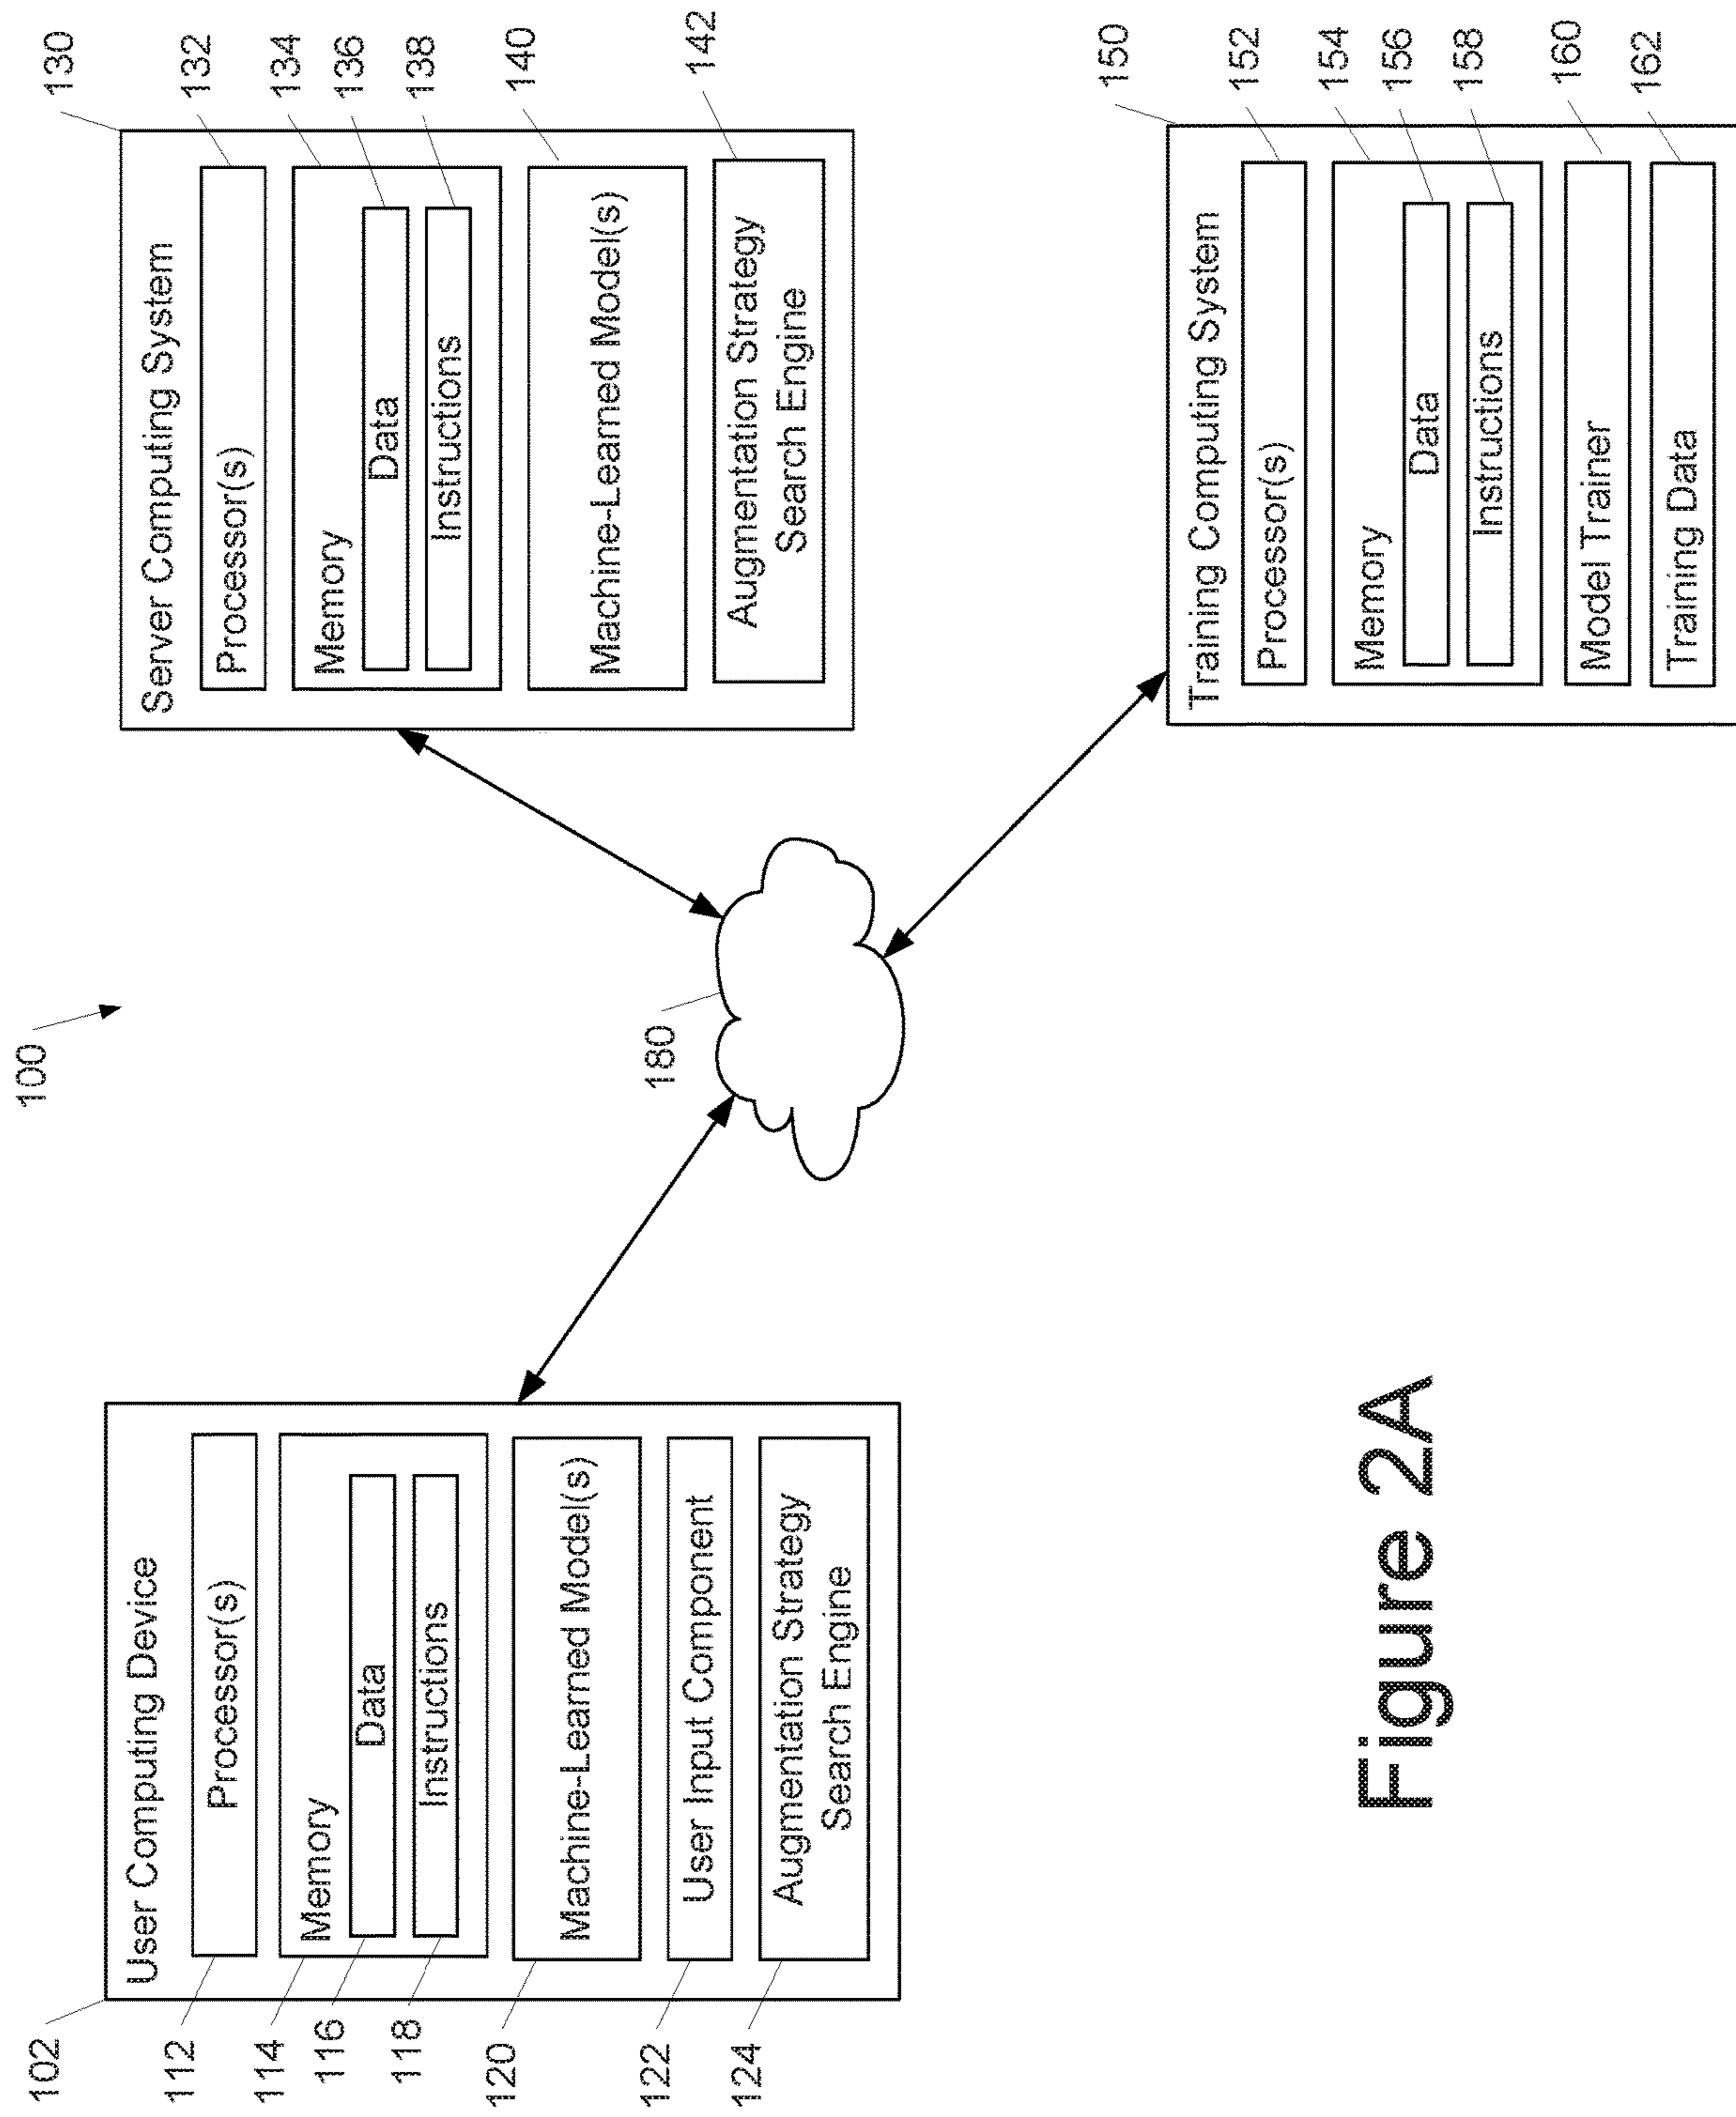 100
102
User Computing Device
112
Processor(s)
114
Memory
116
Data
118
Instructions
120
Machine-Learned Model(s)
122
User Input Component
124
Augmentation Strategy
Search Engine
180
130
Server Computing System
132
Processor(s)
134
Memory
136
Data
138
Instructions
140
Machine-Learned Model(s)
142
Augmentation Strategy
Search Engine
150
Training Computing System
152
Processor(s)
154
Memory
156
Data
158
Instructions
160
Model Trainer
162
Training Data
Figure 2A